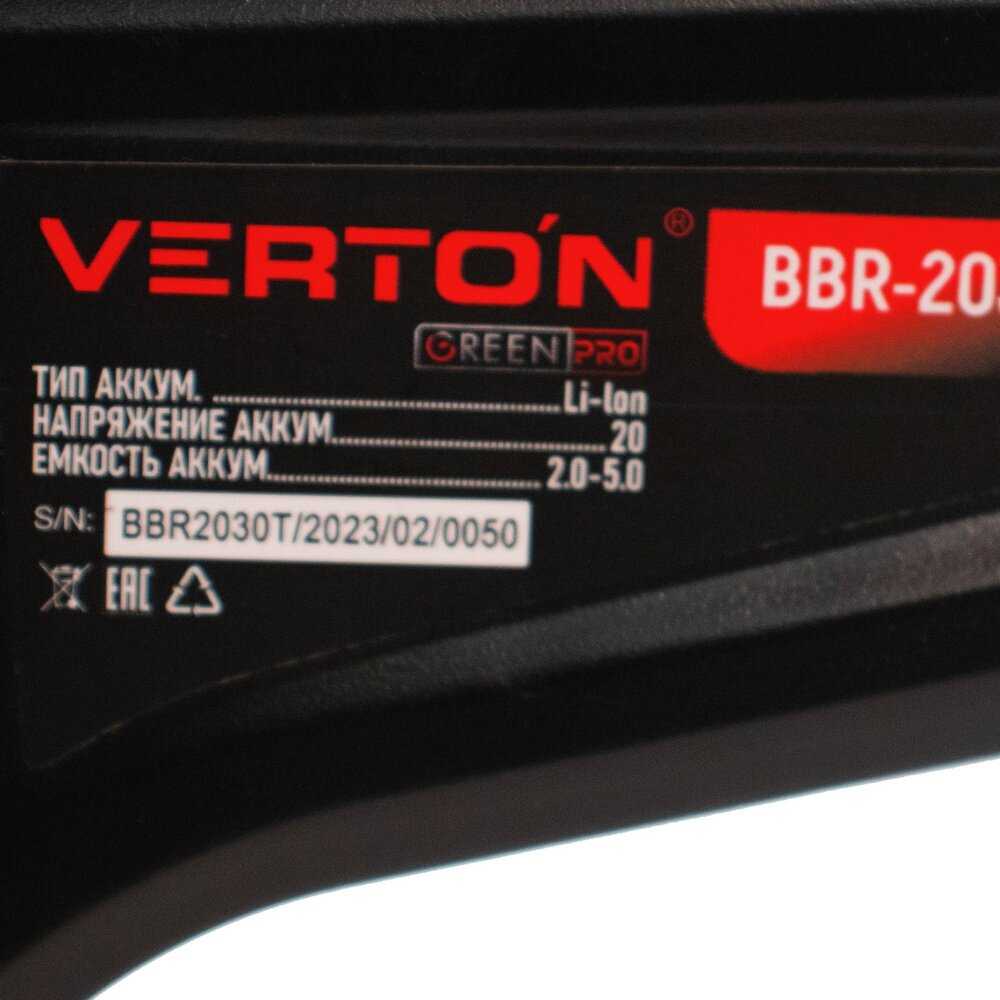 VERTO'N ®
BBR-20
GREEN PRO
ТИП АККУМ. ........................ Li-Ion
НАПРЯЖЕНИЕ АККУМ........................ 20
ЕМКОСТЬ АККУМ........................ 2.0-5.0
S/N: BBR2030T/2023/02/0050
EAC